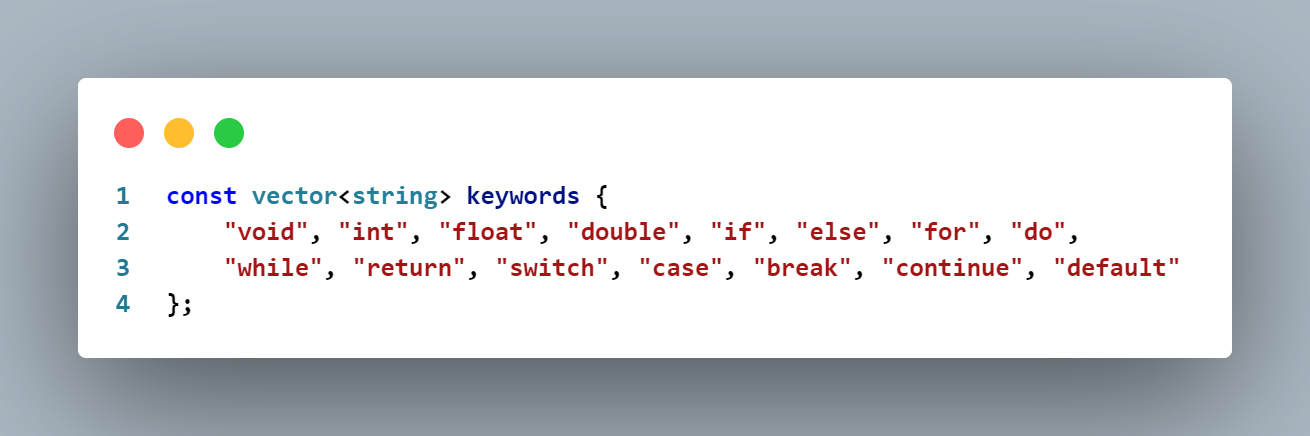 1 const vector<string> keywords {
2     "void", "int", "float", "double", "if", "else", "for", "do",
3     "while", "return", "switch", "case", "break", "continue", "default"
4 };